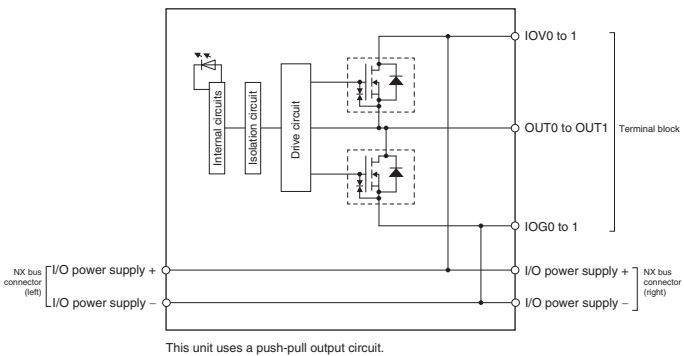 IOV0 to 1
Internal circuits
Isolation circuit
Drive circuit
OUT0 to OUT1
Terminal block
IOG0 to 1
NX bus
connector
(left)
I/O power supply +
I/O power supply −
I/O power supply +
I/O power supply −
NX bus
connector
(right)
This unit uses a push-pull output circuit.